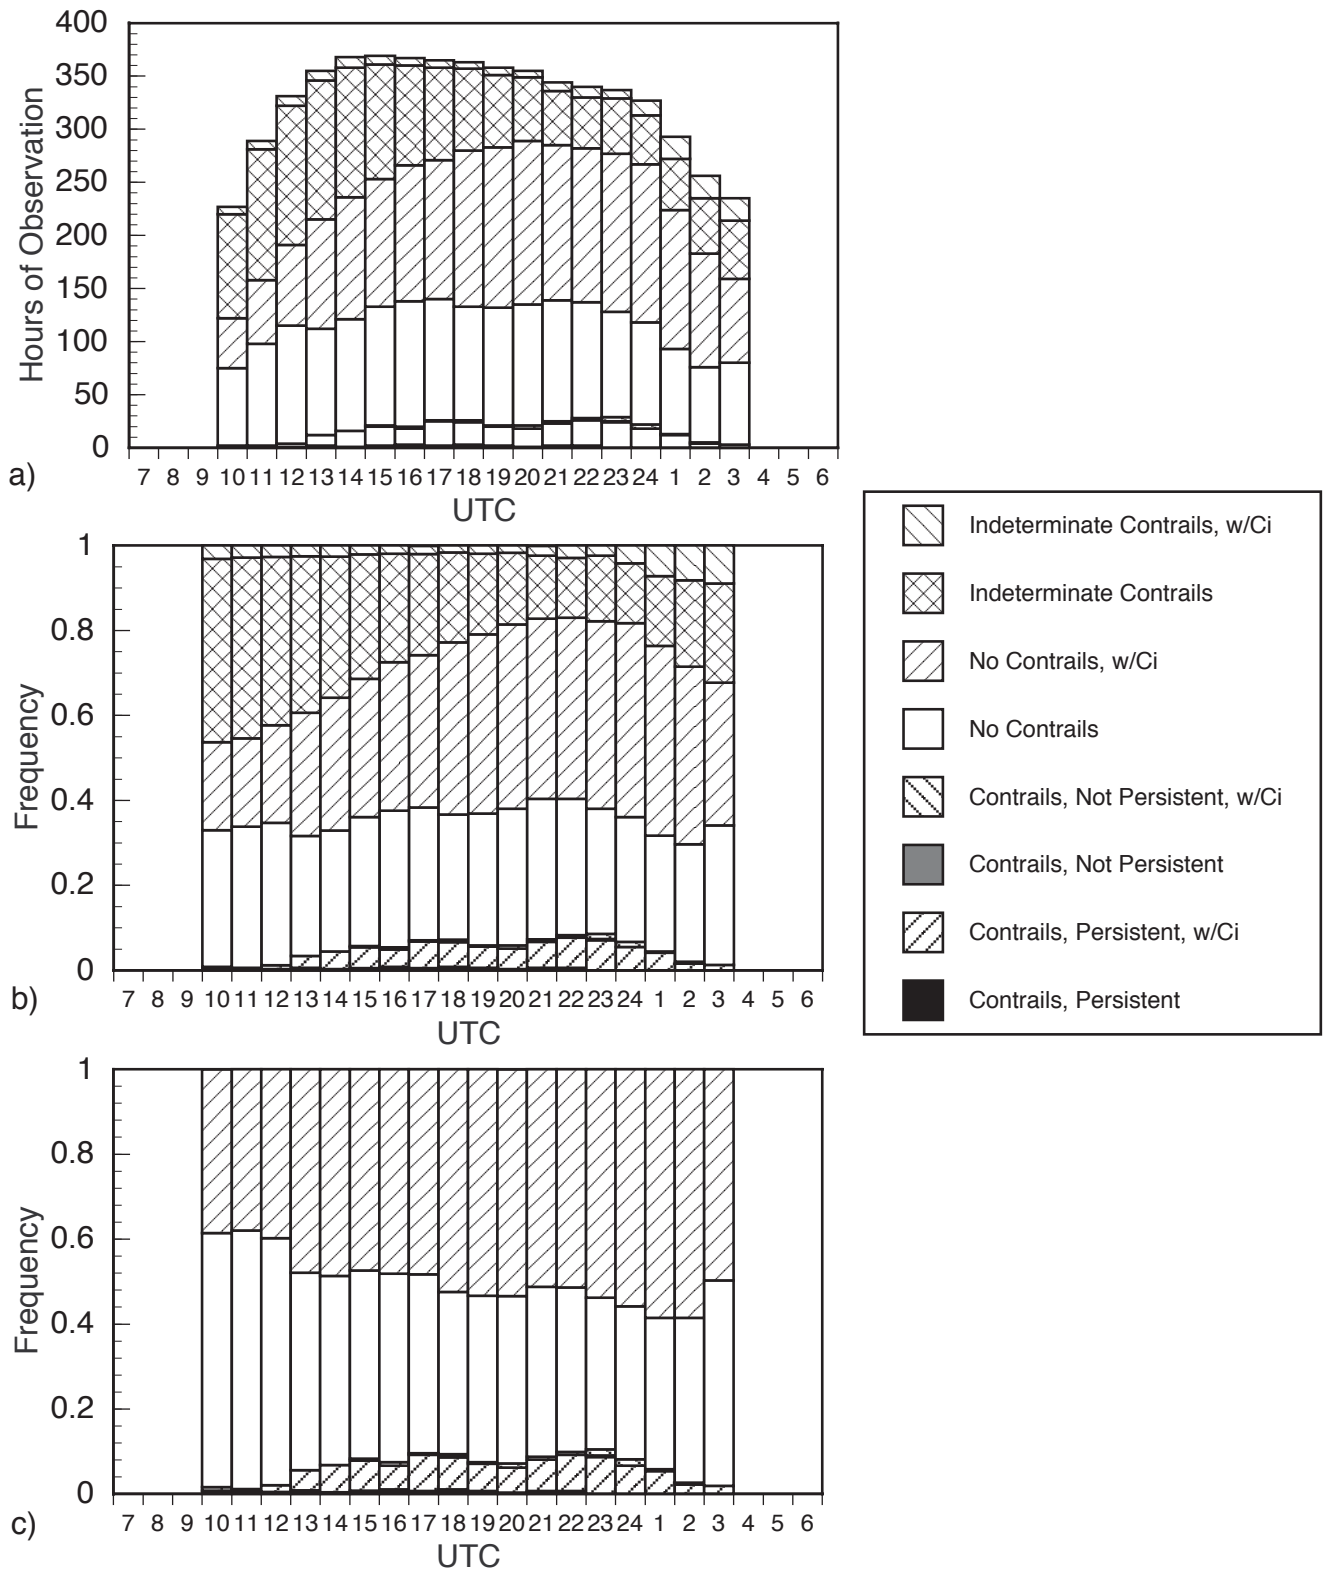 400
350
300
250
200
150
100
50
0
Hours of Observation
a)
7 8 9 10 11 12 13 14 15 16 17 18 19 20 21 22 23 24 1 2 3 4 5 6
UTC
1
0.8
0.6
0.4
0.2
0
Frequency
b)
7 8 9 10 11 12 13 14 15 16 17 18 19 20 21 22 23 24 1 2 3 4 5 6
UTC
Indeterminate Contrails, w/Ci
Indeterminate Contrails
No Contrails, w/Ci
No Contrails
Contrails, Not Persistent, w/Ci
Contrails, Not Persistent
Contrails, Persistent, w/Ci
Contrails, Persistent
1
0.8
0.6
0.4
0.2
0
Frequency
c)
7 8 9 10 11 12 13 14 15 16 17 18 19 20 21 22 23 24 1 2 3 4 5 6
UTC